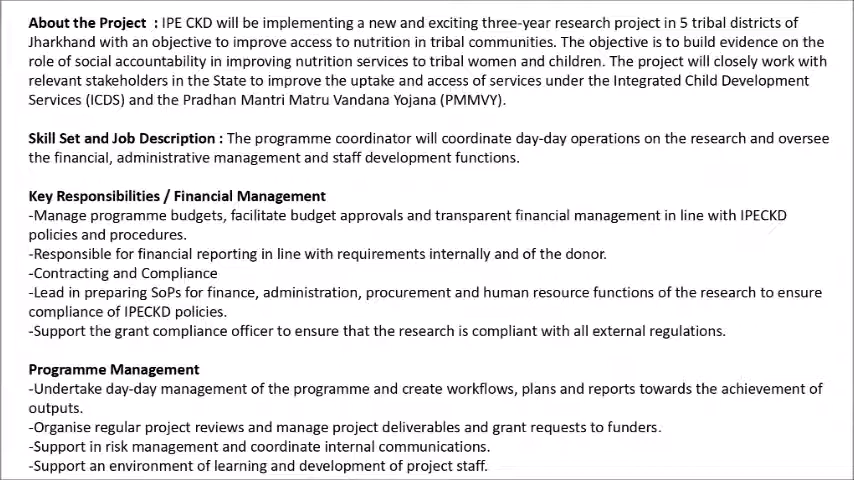 About the Project : IPE CKD will be implementing a new and exciting three-year research project in 5 tribal districts of
Jharkhand with an objective to improve access to nutrition in tribal communities. The objective is to build evidence on the
role of social accountability in improving nutrition services to tribal women and children. The project will closely work with
relevant stakeholders in the State to improve the uptake and access of services under the Integrated Child Development
Services (ICDS) and the Pradhan Mantri Matru Vandana Yojana (PMMVY).
Skill Set and Job Description : The programme coordinator will coordinate day-day operations on the research and oversee
the financial, administrative management and staff development functions.
Key Responsibilities / Financial Management
-Manage programme budgets, facilitate budget approvals and transparent financial management in line with IPECKD
policies and procedures.
-Responsible for financial reporting in line with requirements internally and of the donor.
-Contracting and Compliance
-Lead in preparing SoPs for finance, administration, procurement and human resource functions of the research to ensure
compliance of IPECKD policies.
-Support the grant compliance officer to ensure that the research is compliant with all external regulations.
Programme Management
-Undertake day-day management of the programme and create workflows, plans and reports towards the achievement of
outputs.
-Organise regular project reviews and manage project deliverables and grant requests to funders.
-Support in risk management and coordinate internal communications.
-Support an environment of learning and development of project staff.